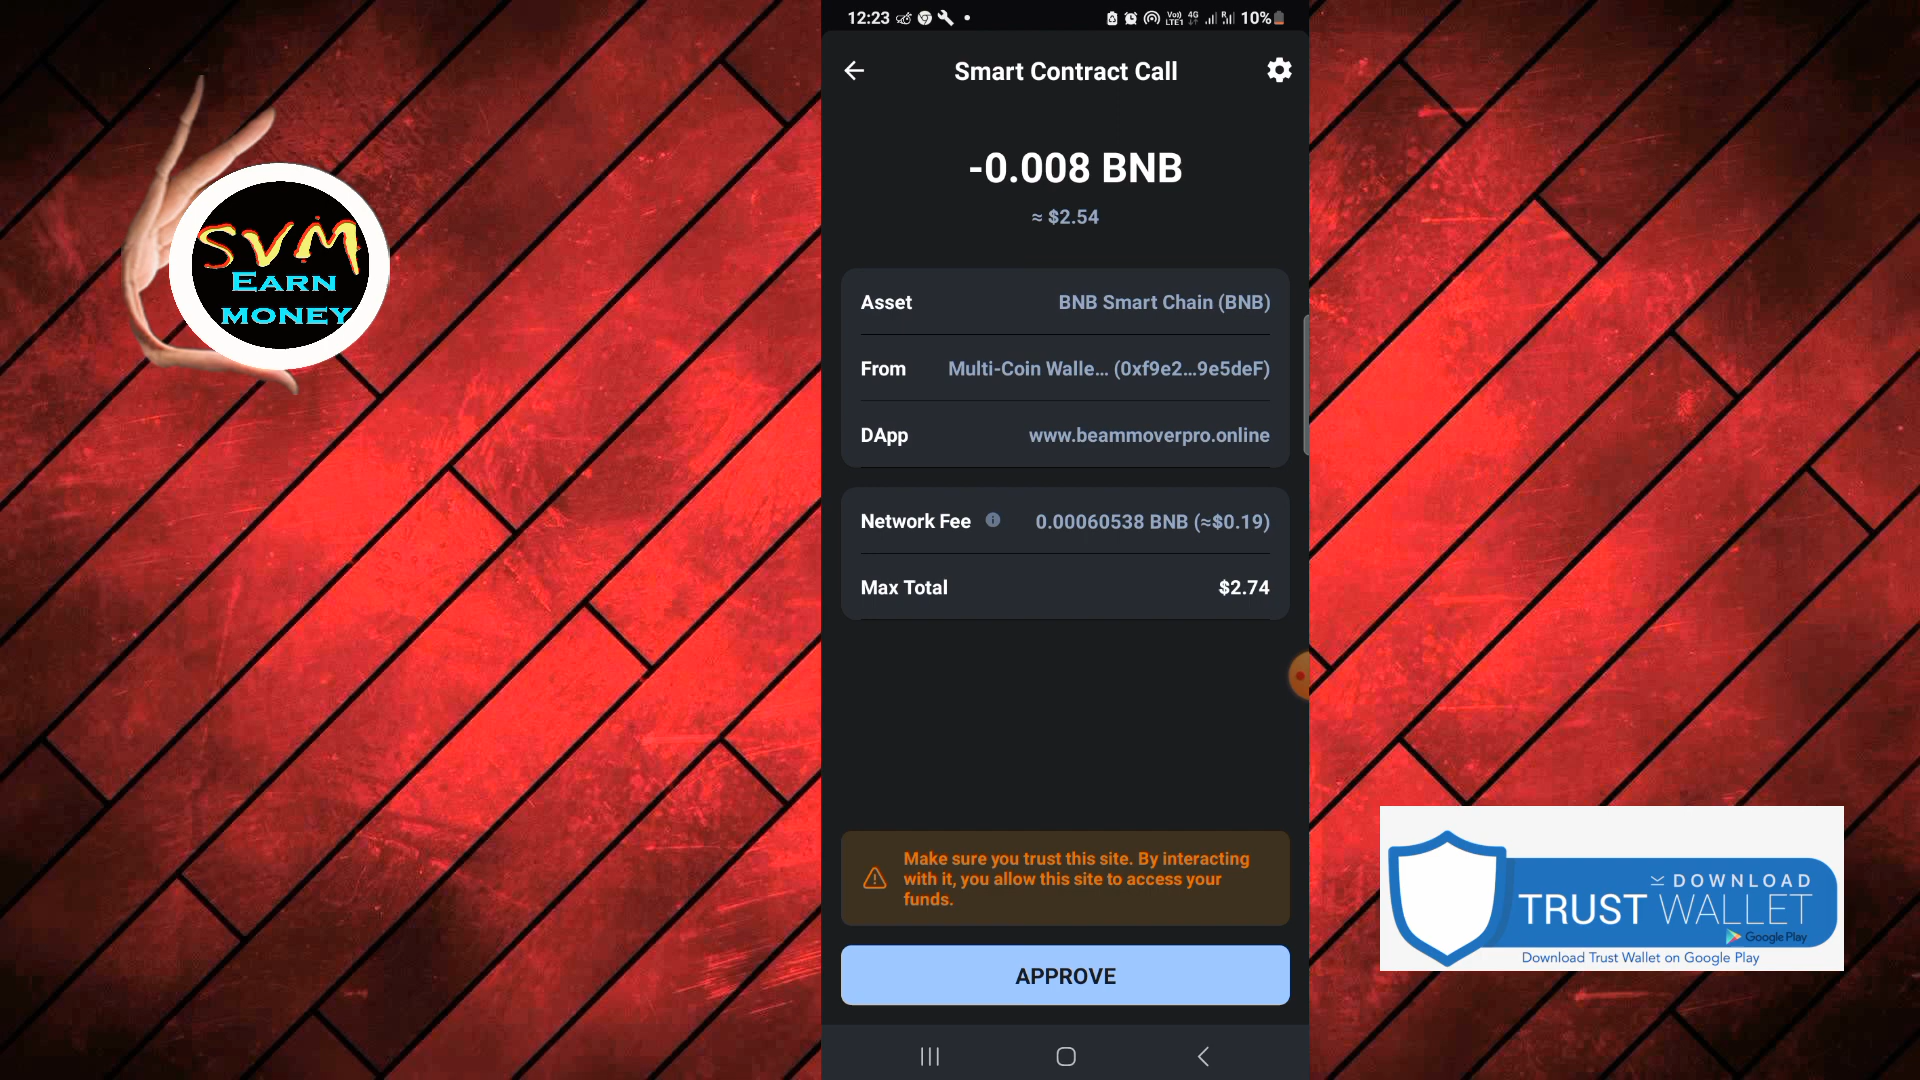 SVM
EARN
MONEY
12:23
Vo)) 4G R 10%
LTE1
Smart Contract Call
-0.008 BNB
≈ $2.54
Asset BNB Smart Chain (BNB)
From Multi-Coin Walle... (0xf9e2...9e5deF)
DApp www.beammoverpro.online
Network Fee 0.00060538 BNB (≈$0.19)
Max Total $2.74
Make sure you trust this site. By interacting
with it, you allow this site to access your
funds.
APPROVE
DOWNLOAD
TRUST WALLET
Google Play
Download Trust Wallet on Google Play